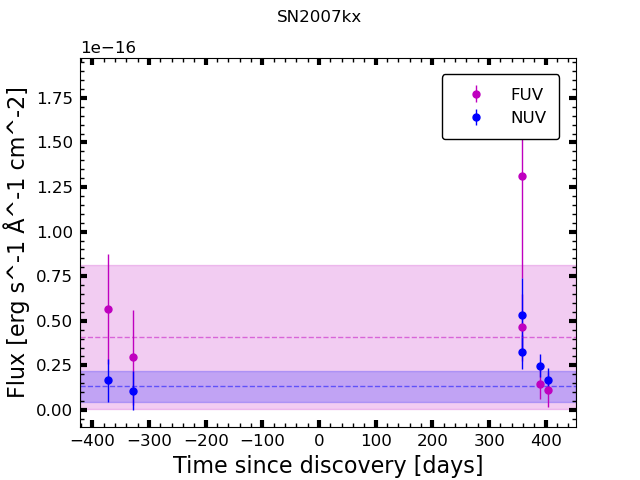 SN2007kx
1e−16
FUV
NUV
1.75
1.50
1.25
1.00
0.75
0.50
0.25
0.00
−400 −300 −200 −100 0 100 200 300 400
Time since discovery [days]
Flux [erg s^-1 Å^-1 cm^-2]